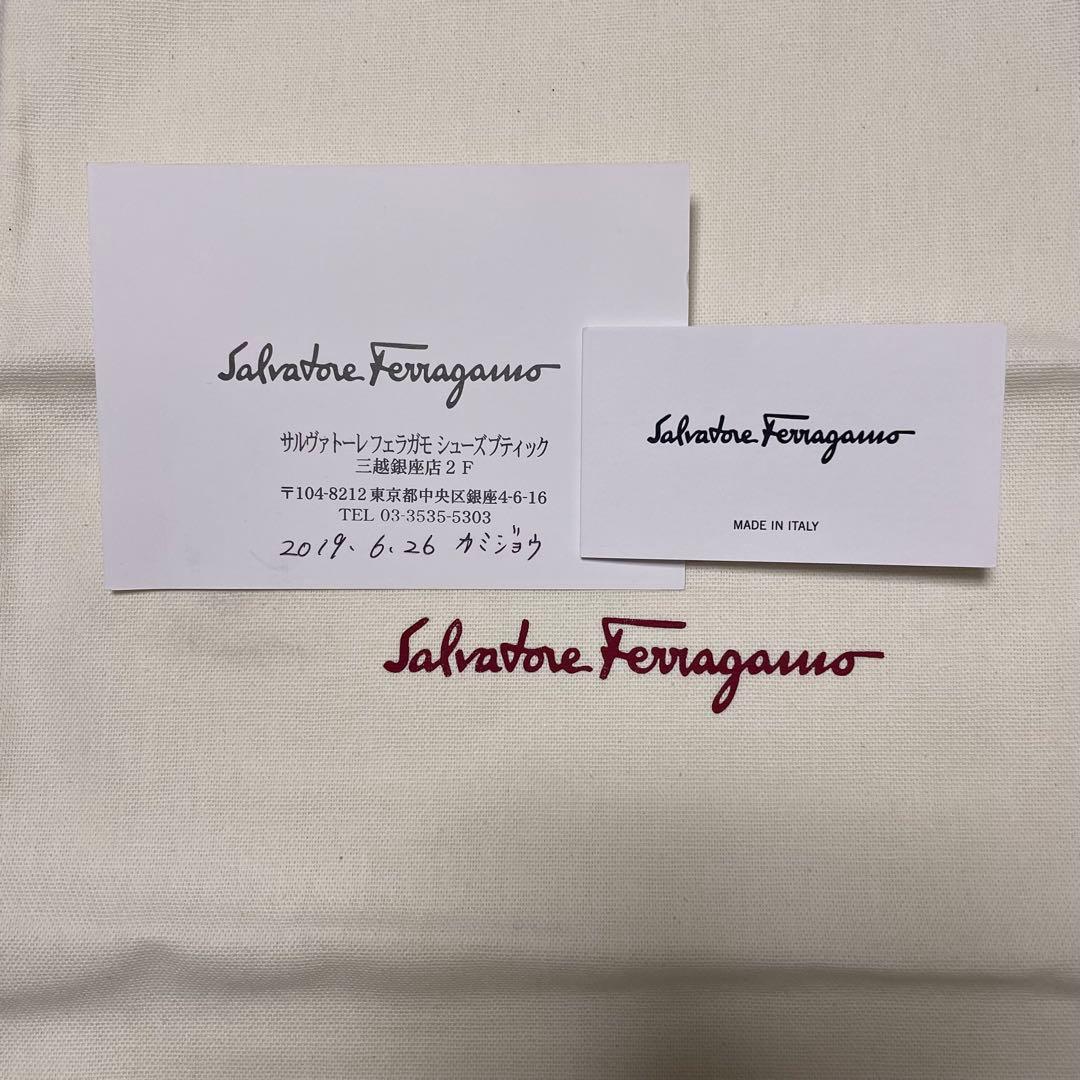 Salvatore Ferragamo
サルヴァトーレ フェラガモ シューズブティック
三越銀座店2F
〒104-8212 東京都中央区銀座4-6-16
TEL 03-3535-5303
2019.6.26 カミジョウ
Salvatore Ferragamo
MADE IN ITALY
Salvatore Ferragamo